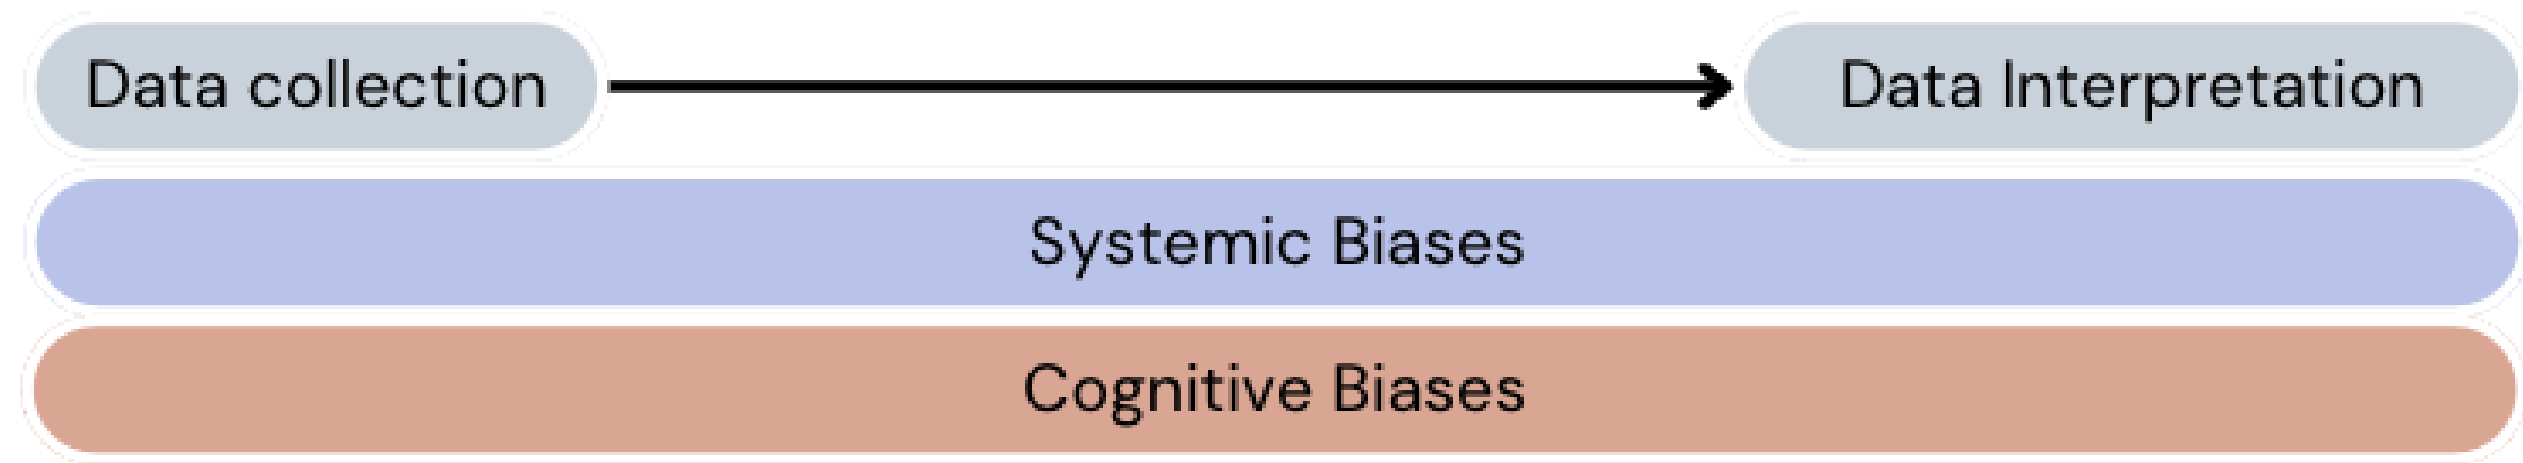 Data collection
Data Interpretation
Systemic Biases
Cognitive Biases